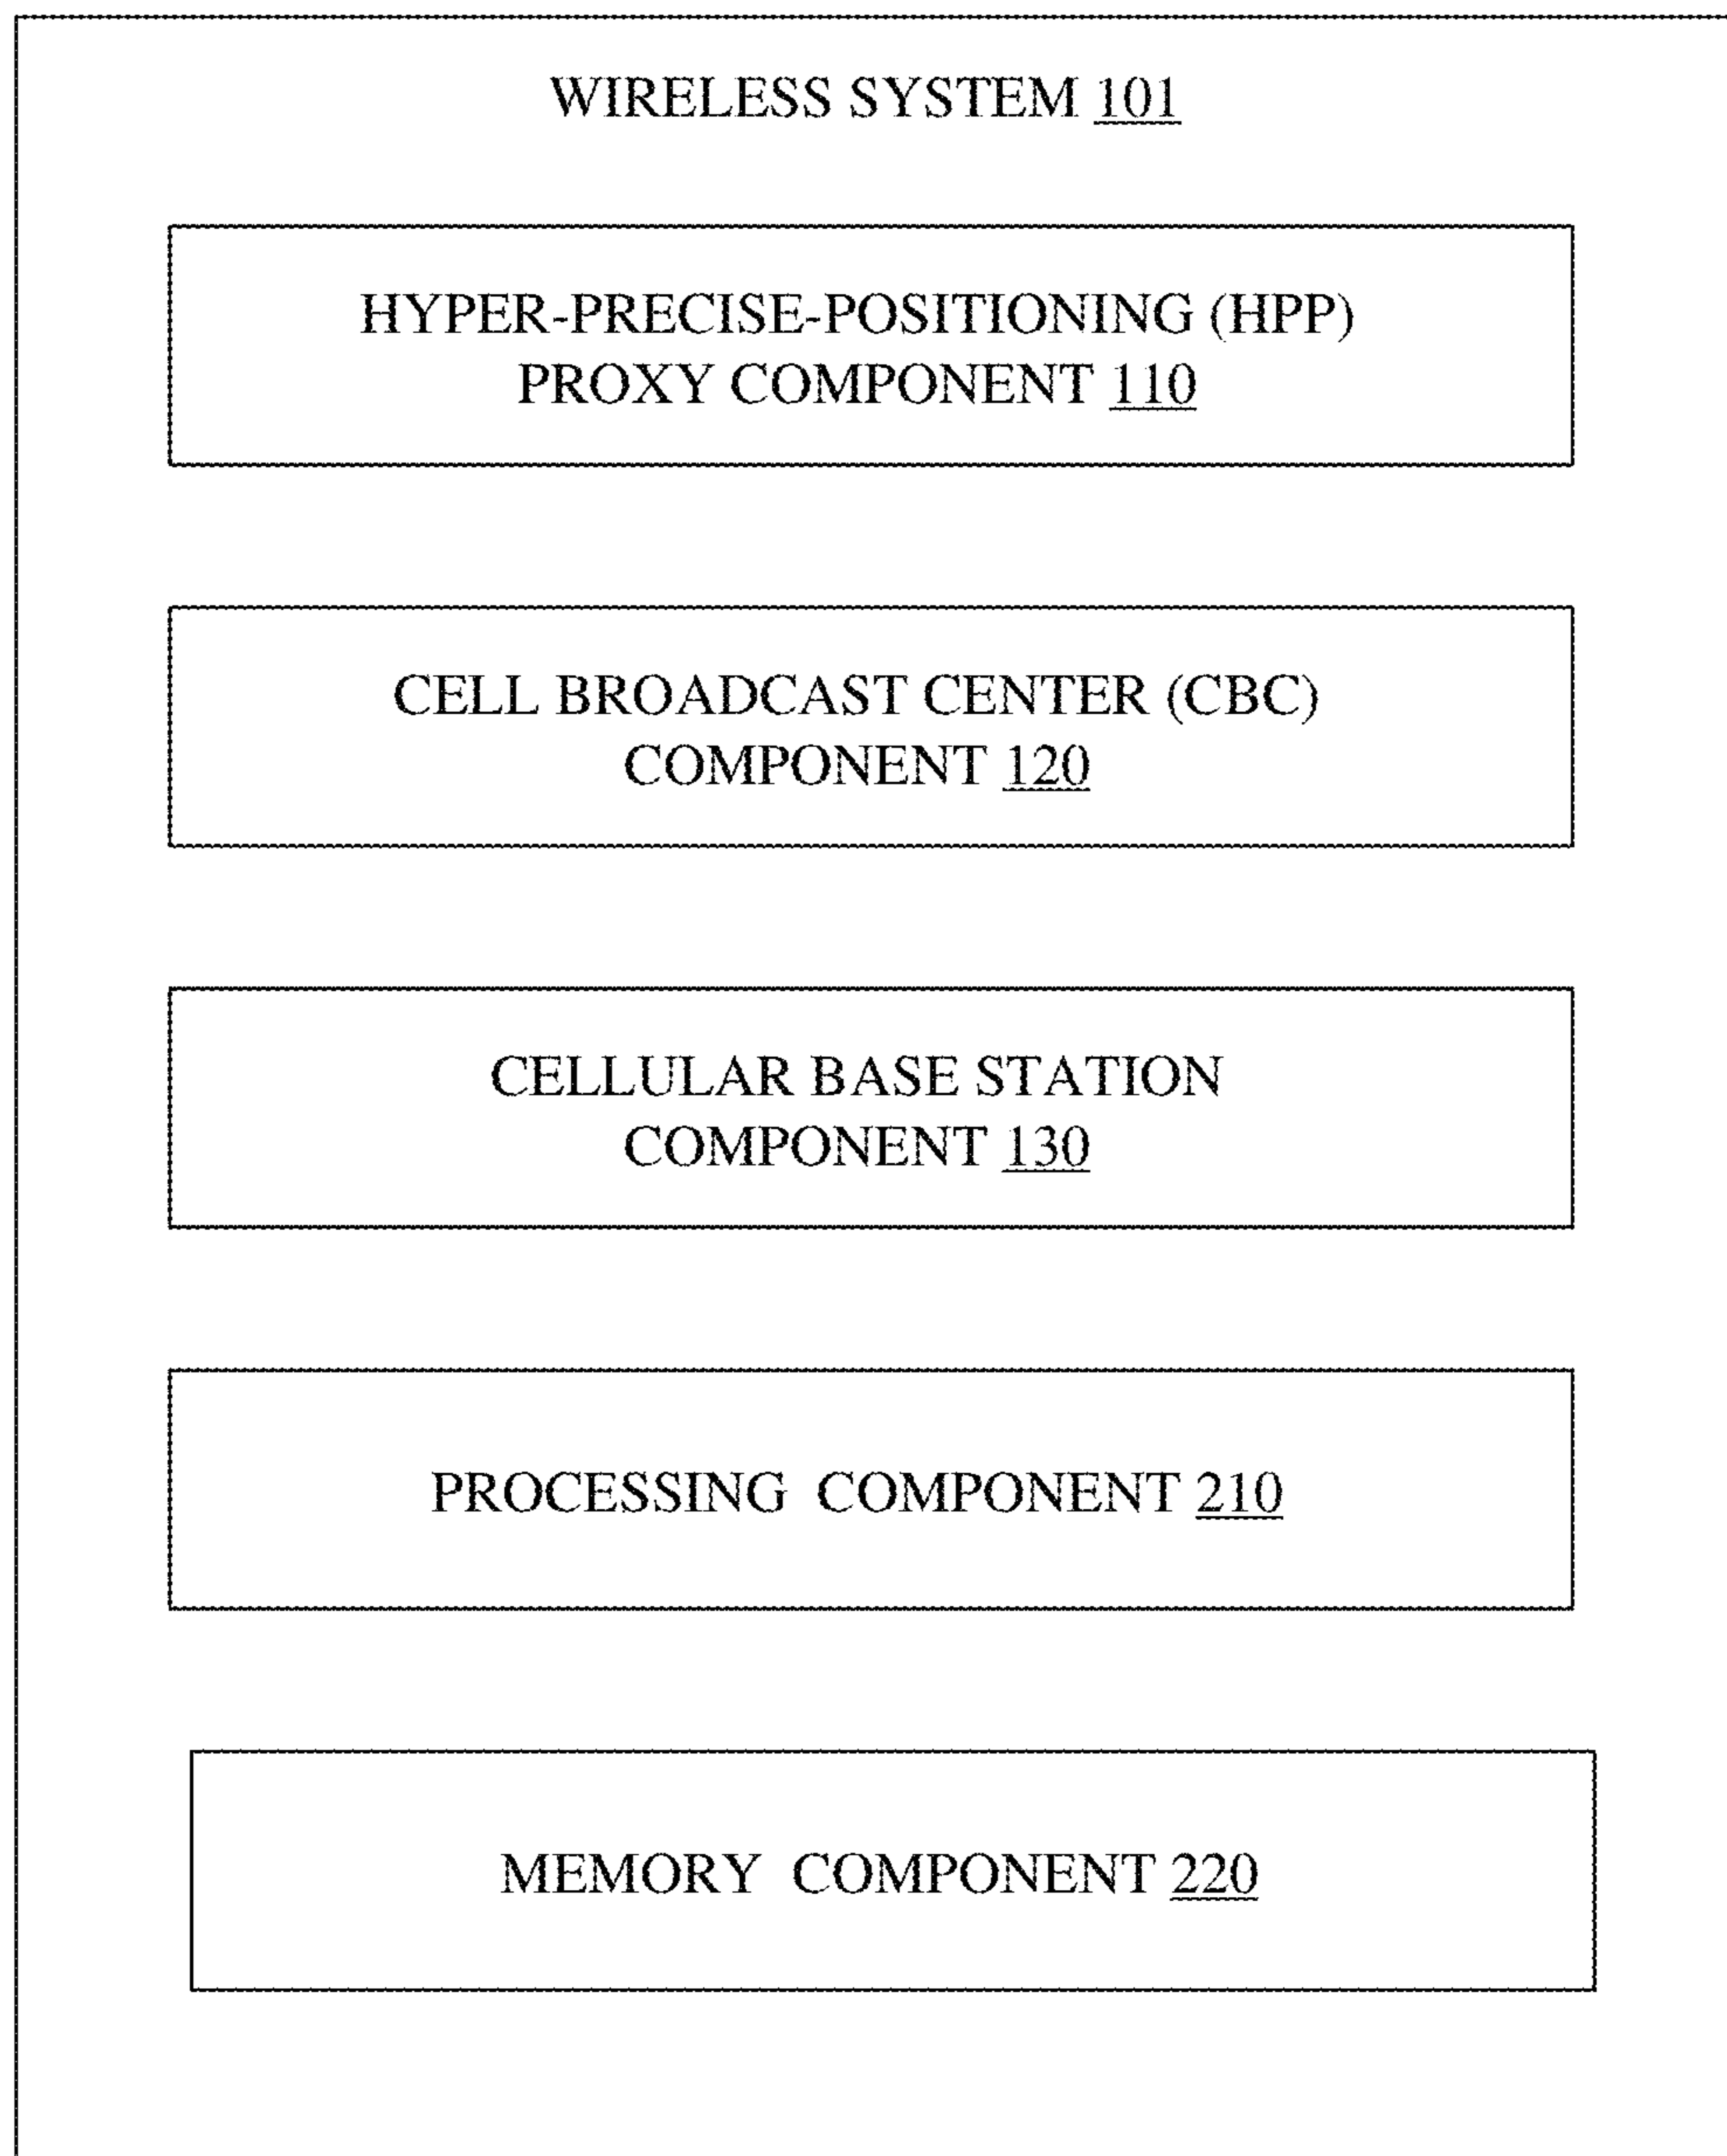 WIRELESS SYSTEM 101
HYPER-PRECISE-POSITIONING (HPP)
PROXY COMPONENT 110
CELL BROADCAST CENTER (CBC)
COMPONENT 120
CELLULAR BASE STATION
COMPONENT 130
PROCESSING COMPONENT 210
MEMORY COMPONENT 220